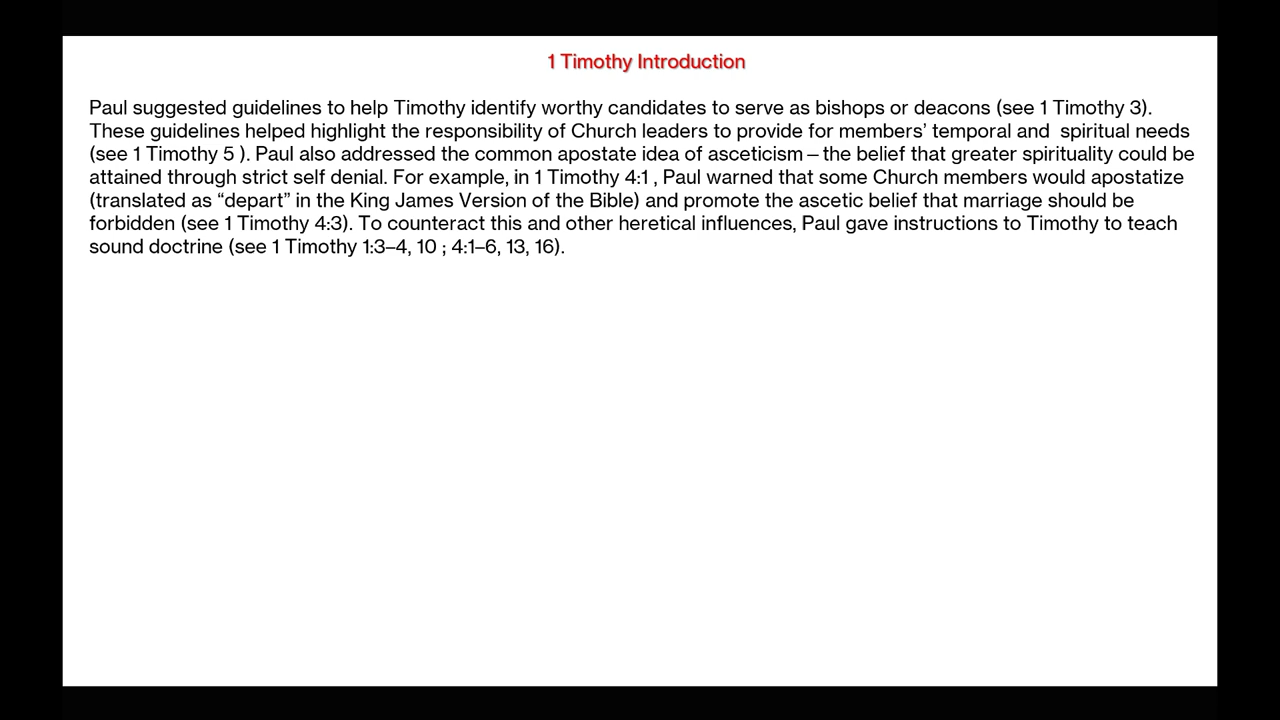 1 Timothy Introduction
Paul suggested guidelines to help Timothy identify worthy candidates to serve as bishops or deacons (see 1 Timothy 3).
These guidelines helped highlight the responsibility of Church leaders to provide for members’ temporal and  spiritual needs
(see 1 Timothy 5 ). Paul also addressed the common apostate idea of asceticism — the belief that greater spirituality could be
attained through strict self denial. For example, in 1 Timothy 4:1 , Paul warned that some Church members would apostatize
(translated as “depart” in the King James Version of the Bible) and promote the ascetic belief that marriage should be
forbidden (see 1 Timothy 4:3). To counteract this and other heretical influences, Paul gave instructions to Timothy to teach
sound doctrine (see 1 Timothy 1:3–4, 10 ; 4:1–6, 13, 16).